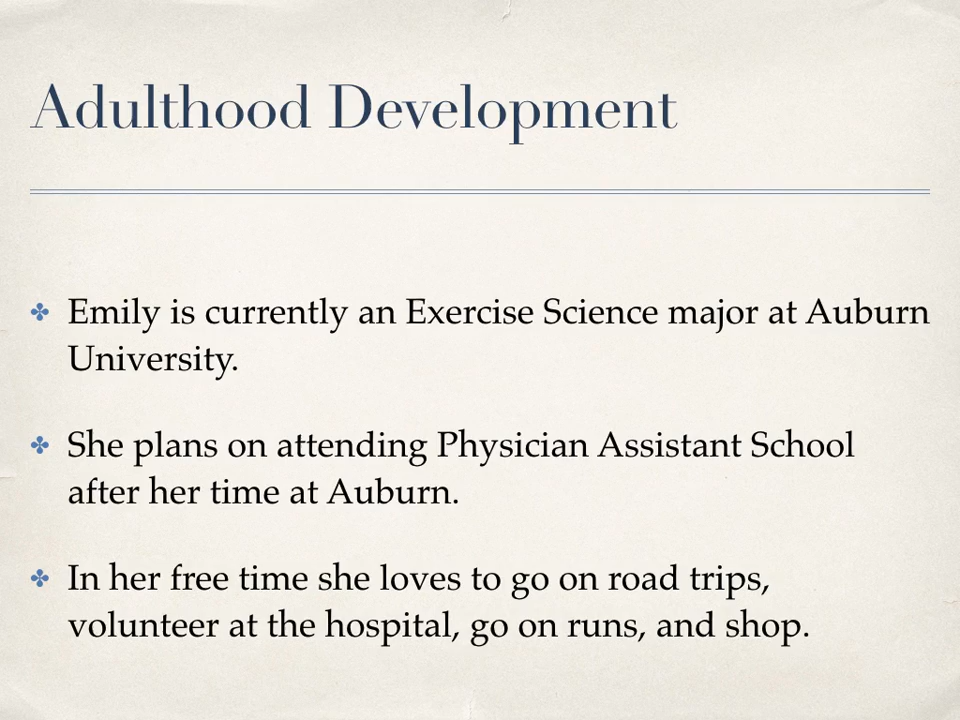 Adulthood Development
✤ Emily is currently an Exercise Science major at Auburn
University.
✤ She plans on attending Physician Assistant School
after her time at Auburn.
✤ In her free time she loves to go on road trips,
volunteer at the hospital, go on runs, and shop.